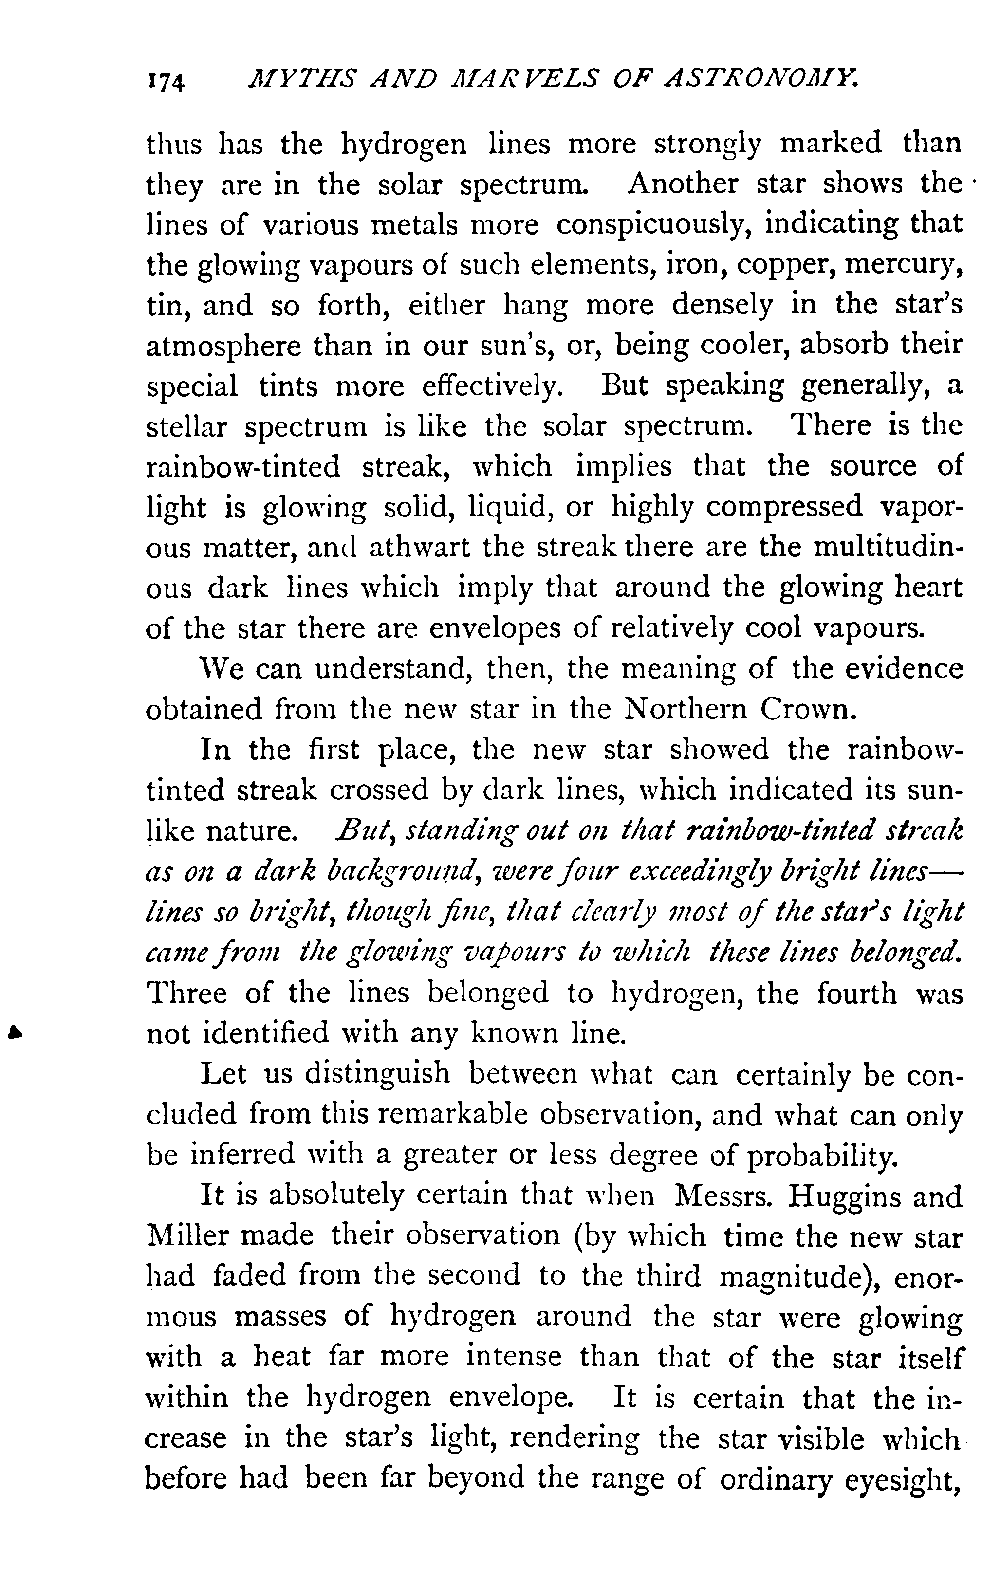 174 MYTHS AND MARVELS OF ASTRONOMY.
thus has the hydrogen lines more strongly marked than
they are in the solar spectrum. Another star shows the
lines of various metals more conspicuously, indicating that
the glowing vapours of such elements, iron, copper, mercury,
tin, and so forth, either hang more densely in the star's
atmosphere than in our sun's, or, being cooler, absorb their
special tints more effectively. But speaking generally, a
stellar spectrum is like the solar spectrum. There is the
rainbow-tinted streak, which implies that the source of
light is glowing solid, liquid, or highly compressed vapor-
ous matter, and athwart the streak there are the multitudin-
ous dark lines which imply that around the glowing heart
of the star there are envelopes of relatively cool vapours.
We can understand, then, the meaning of the evidence
obtained from the new star in the Northern Crown.
In the first place, the new star showed the rainbow-
tinted streak crossed by dark lines, which indicated its sun-
like nature. But, standing out on that rainbow-tinted streak
as on a dark background, were four exceedingly bright lines—
lines so bright, though fine, that clearly most of the star's light
came from the glowing vapours to which these lines belonged.
Three of the lines belonged to hydrogen, the fourth was
not identified with any known line.
Let us distinguish between what can certainly be con-
cluded from this remarkable observation, and what can only
be inferred with a greater or less degree of probability.
It is absolutely certain that when Messrs. Huggins and
Miller made their observation (by which time the new star
had faded from the second to the third magnitude), enor-
mous masses of hydrogen around the star were glowing
with a heat far more intense than that of the star itself
within the hydrogen envelope. It is certain that the in-
crease in the star's light, rendering the star visible which
before had been far beyond the range of ordinary eyesight,